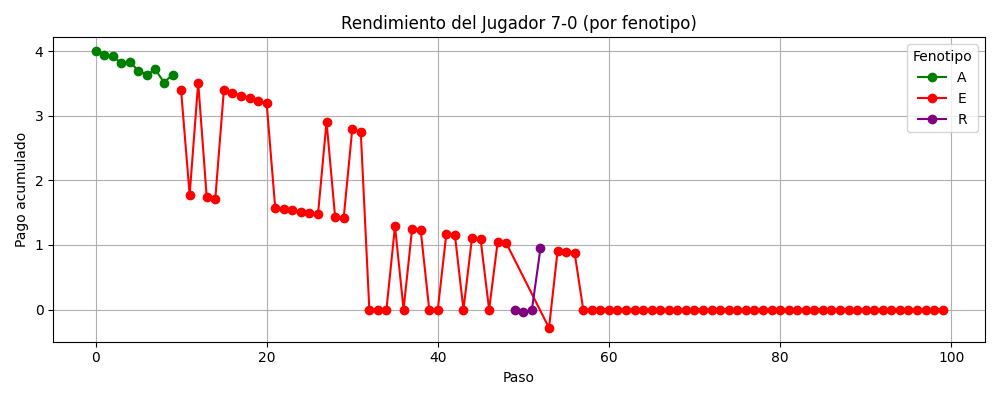 Rendimiento del Jugador 7-0 (por fenotipo)
Pago acumulado
4
3
2
1
0
0
20
40
60
80
100
Paso
Fenotipo
A
E
R